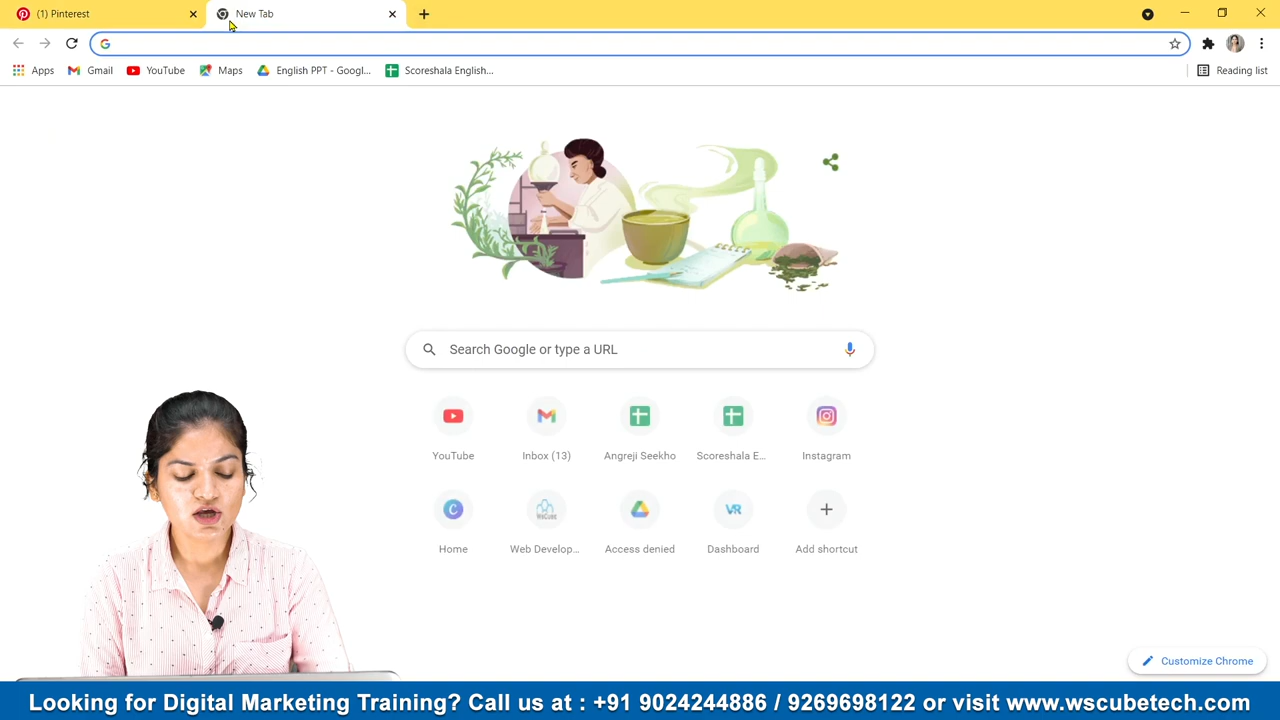 (1) Pinterest
New Tab
Apps
Gmail
YouTube
Maps
English PPT - Googl...
Scoreshala English...
Reading list
Search Google or type a URL
YouTube
Inbox (13)
Angreji Seekho
Scoreshala E...
Instagram
Home
Web Develop...
Access denied
Dashboard
Add shortcut
Customize Chrome
Looking for Digital Marketing Training? Call us at : +91 9024244886 / 9269698122 or visit www.wscubetech.com